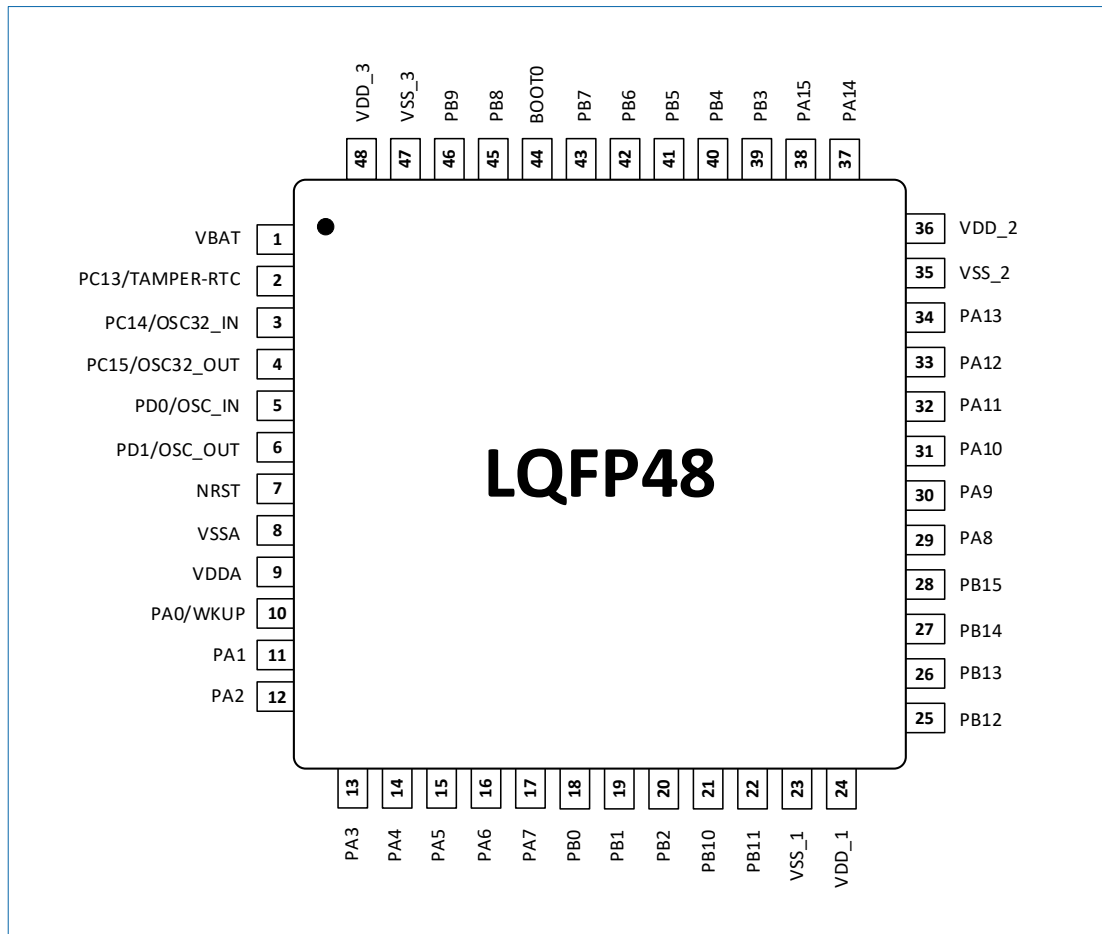 VDD_3 VSS_3 PB9 PB8 BOOT0 PB7 PB6 PB5 PB4 PB3 PA15 PA14
48 47 46 45 44 43 42 41 40 39 38 37
VBAT 1
PC13/TAMPER-RTC 2
PC14/OSC32_IN 3
PC15/OSC32_OUT 4
PD0/OSC_IN 5
PD1/OSC_OUT 6
NRST 7
VSSA 8
VDDA 9
PA0/WKUP 10
PA1 11
PA2 12
LQFP48
36 VDD_2
35 VSS_2
34 PA13
33 PA12
32 PA11
31 PA10
30 PA9
29 PA8
28 PB15
27 PB14
26 PB13
25 PB12
13 14 15 16 17 18 19 20 21 22 23 24
PA3 PA4 PA5 PA6 PA7 PB0 PB1 PB2 PB10 PB11 VSS_1 VDD_1